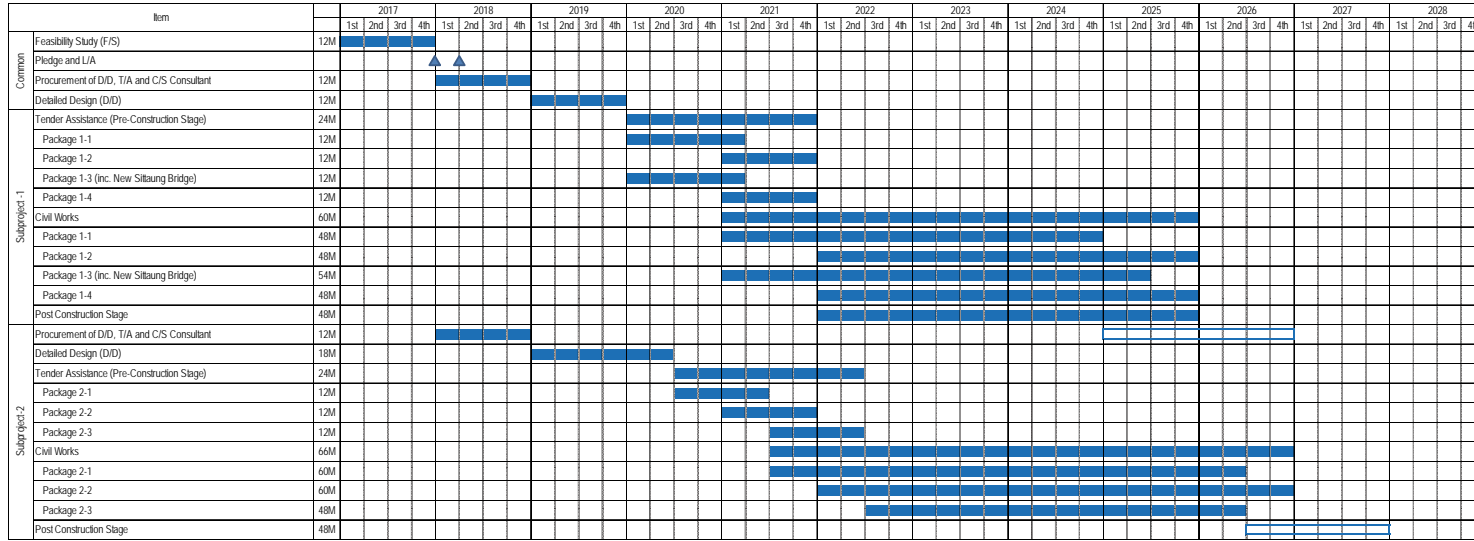 Item 2017 2018 2019 2020 2021 2022 2023 2024 2025 2026 2027 2028
1st 2nd 3rd 4th 1st 2nd 3rd 4th 1st 2nd 3rd 4th 1st 2nd 3rd 4th 1st 2nd 3rd 4th 1st 2nd 3rd 4th 1st 2nd 3rd 4th 1st 2nd 3rd 4th 1st 2nd 3rd 4th 1st 2nd 3rd 4th 1st 2nd 3rd 4th 1st 2nd 3rd
Common
Feasibility Study (F/S) 12M
Pledge and L/A
Procurement of D/D, T/A and C/S Consultant 12M
Detailed Design (D/D) 12M
Subproject -1
Tender Assistance (Pre-Construction Stage) 24M
Package 1-1 12M
Package 1-2 12M
Package 1-3 (inc. New Sittaung Bridge) 12M
Package 1-4 12M
Civil Works 60M
Package 1-1 48M
Package 1-2 48M
Package 1-3 (inc. New Sittaung Bridge) 54M
Package 1-4 48M
Post Construction Stage 48M
Subproject-2
Procurement of D/D, T/A and C/S Consultant 12M
Detailed Design (D/D) 18M
Tender Assistance (Pre-Construction Stage) 24M
Package 2-1 12M
Package 2-2 12M
Package 2-3 12M
Civil Works 66M
Package 2-1 60M
Package 2-2 60M
Package 2-3 48M
Post Construction Stage 48M